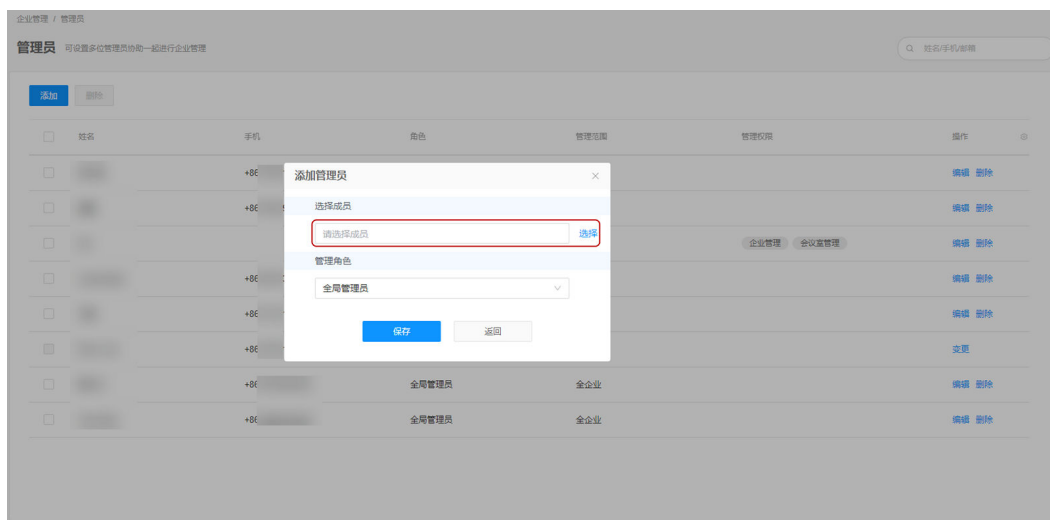 企业管理 / 管理员
管理员 可设置多位管理员协助一起进行企业管理
姓名/手机/邮箱
添加 删除
姓名 手机 角色 管理范围 管理权限 操作
+86 编辑 删除
+86 编辑 删除
企业管理 会议室管理 编辑 删除
+86 编辑 删除
+86 编辑 删除
+86 变更
+86 全局管理员 全企业 编辑 删除
+86 全局管理员 全企业 编辑 删除
添加管理员 ×
选择成员
请选择成员 选择
管理角色
全局管理员
保存 返回